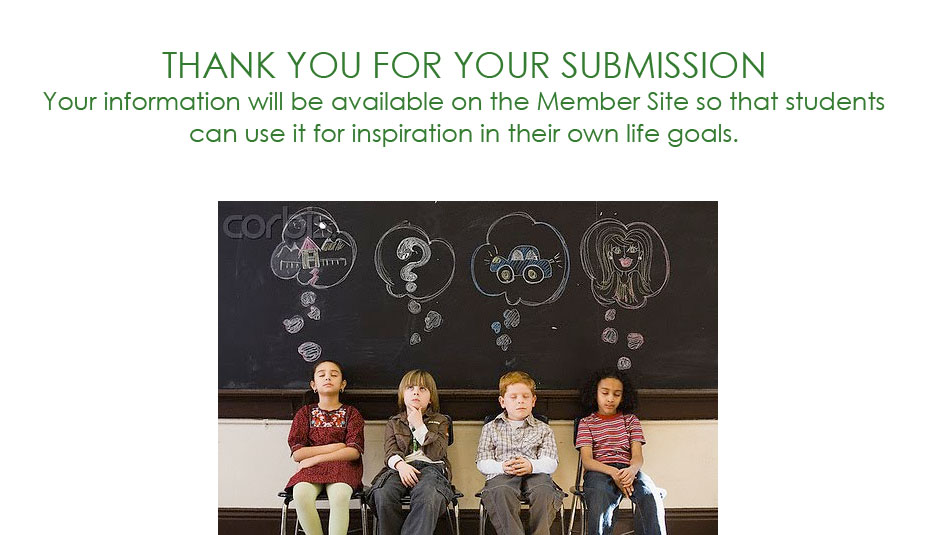 THANK YOU FOR YOUR SUBMISSION
Your information will be available on the Member Site so that students
can use it for inspiration in their own life goals.
corbis
?